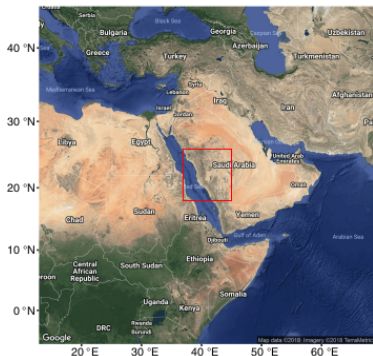 Black Sea
Bulgaria
Georgia
Uzbekistan
40 °N
Greece
Turkey
Azerbaijan
Turkmenistan
Mediterranean Sea
Syria
Lebanon
Israel
Iraq
Iran
Afghanistan
Jordan
30 °N
Libya
Egypt
Saudi Arabia
United Arab
Emirates
Oman
20 °N
Chad
Sudan
Eritrea
Yemen
Gulf of Aden
Arabian Sea
Djibouti
10 °N
Central
African
Republic
South Sudan
Ethiopia
Somalia
Uganda
Kenya
0 °N
DRC
Rwanda
Burundi
Google
Map data ©2018 Imagery ©2018 TerraMetrics
20 °E
30 °E
40 °E
50 °E
60 °E